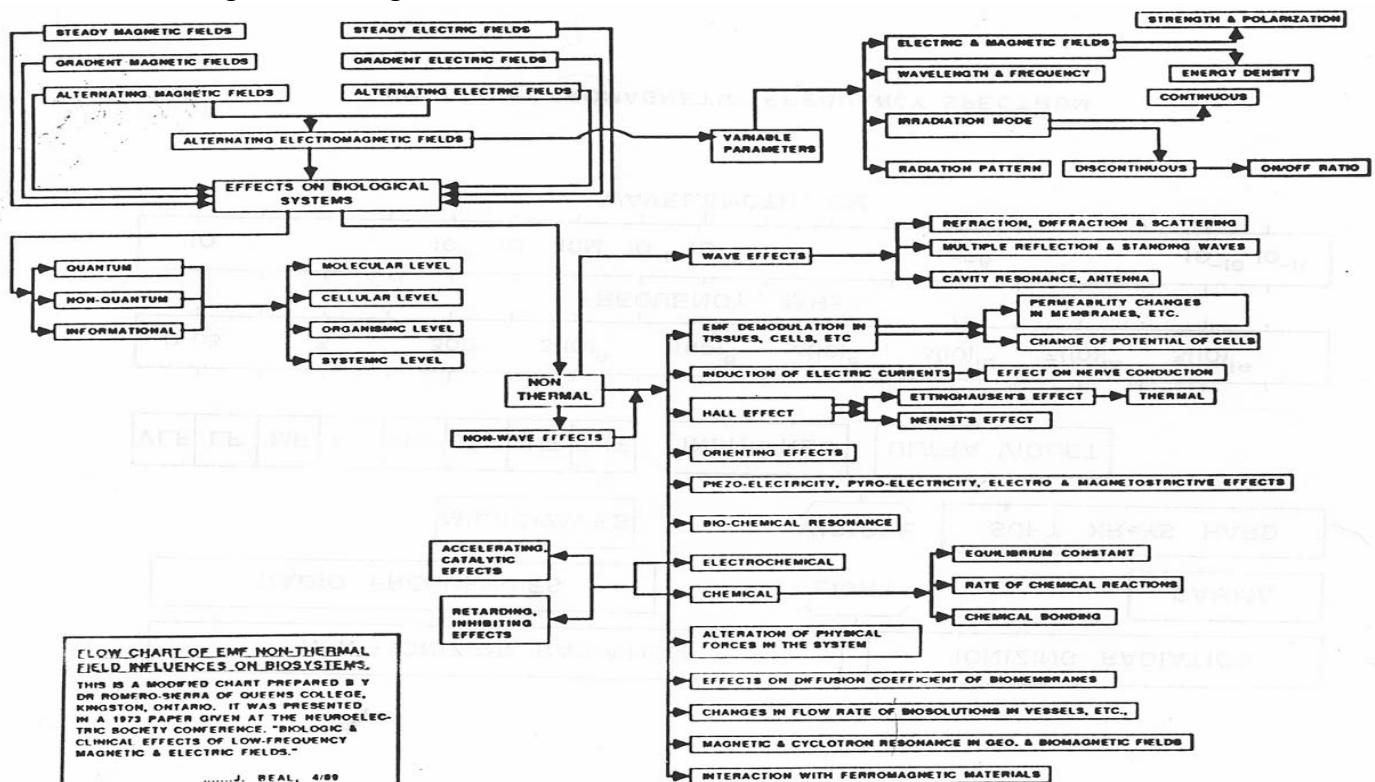 STEADY MAGNETIC FIELDS
STEADY ELECTRIC FIELDS
STRENGTH & POLARIZATION
GRADIENT MAGNETIC FIELDS
GRADIENT ELECTRIC FIELDS
ELECTRIC & MAGNETIC FIELDS
WAVELENGTH & FREQUENCY
ENERGY DENSITY
ALTERNATING MAGNETIC FIELDS
ALTERNATING ELECTRIC FIELDS
CONTINUOUS
IRRADIATION MODE
ALTERNATING ELECTROMAGNETIC FIELDS
VARIABLE
PARAMETERS
RADIATION PATTERN
DISCONTINUOUS
ON/OFF RATIO
EFFECTS ON BIOLOGICAL
SYSTEMS
REFRACTION, DIFFRACTION & SCATTERING
WAVE EFFECTS
MULTIPLE REFLECTION & STANDING WAVES
CAVITY RESONANCE, ANTENNA
QUANTUM
NON-QUANTUM
INFORMATIONAL
MOLECULAR LEVEL
CELLULAR LEVEL
ORGANISMIC LEVEL
SYSTEMIC LEVEL
PERMEABILITY CHANGES
IN MEMBRANES, ETC.
EMF DEMODULATION IN
TISSUES, CELLS, ETC
CHANGE OF POTENTIAL OF CELLS
NON
THERMAL
INDUCTION OF ELECTRIC CURRENTS
EFFECT ON NERVE CONDUCTION
HALL EFFECT
ETTINGHAUSEN'S EFFECT
THERMAL
NERNST'S EFFECT
NON-WAVE EFFECTS
ORIENTING EFFECTS
PIEZO-ELECTRICITY, PYRO-ELECTRICITY, ELECTRO & MAGNETOSTRICTIVE EFFECTS
BIO-CHEMICAL RESONANCE
ACCELERATING,
CATALYTIC
EFFECTS
RETARDING,
INHIBITING
EFFECTS
ELECTROCHEMICAL
CHEMICAL
EQUILIBRIUM CONSTANT
RATE OF CHEMICAL REACTIONS
CHEMICAL BONDING
ALTERATION OF PHYSICAL
FORCES IN THE SYSTEM
EFFECTS ON DIFFUSION COEFFICIENT OF BIOMEMBRANES
CHANGES IN FLOW RATE OF BIOSOLUTIONS IN VESSELS, ETC.,
MAGNETIC & CYCLOTRON RESONANCE IN GEO. & BIOMAGNETIC FIELDS
INTERACTION WITH FERROMAGNETIC MATERIALS
FLOW CHART OF EMF NON-THERMAL
FIELD INFLUENCES ON BIOSYSTEMS.
THIS IS A MODIFIED CHART PREPARED BY
DR ROMERO-SIERRA OF QUEENS COLLEGE,
KINGSTON, ONTARIO. IT WAS PRESENTED
IN A 1973 PAPER GIVEN AT THE NEUROELEC-
TRIC SOCIETY CONFERENCE. "BIOLOGIC &
CLINICAL EFFECTS OF LOW-FREQUENCY
MAGNETIC & ELECTRIC FIELDS."
.......J. BEAL, 4/89